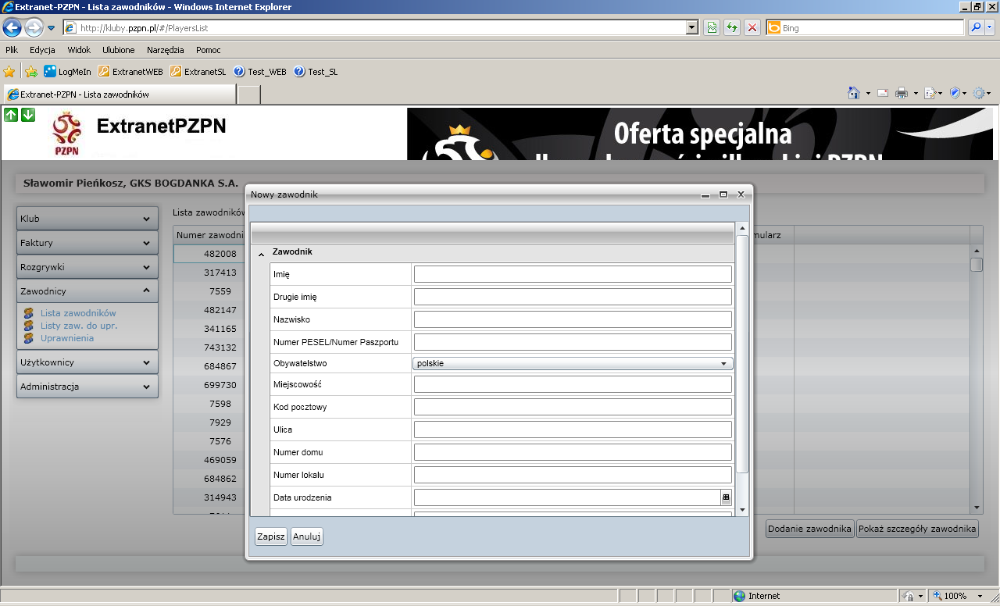 Extranet-PZPN - Lista zawodników - Windows Internet Explorer
http://kluby.pzpn.pl/#/PlayersList
Bing
Plik Edycja Widok Ulubione Narzędzia Pomoc
LogMeIn ExtranetWEB ExtranetSL Test_WEB Test_SL
Extranet-PZPN - Lista zawodników
PZPN
ExtranetPZPN
Oferta specjalna
PZPN
Sławomir Pieńkosz, GKS BOGDANKA S.A.
Klub
Faktury
Rozgrywki
Zawodnicy
Lista zawodników
Listy zaw. do upr.
Uprawnienia
Użytkownicy
Administracja
Lista zawodników
Numer zawodni
482008
317413
7559
482147
341165
743132
684867
699730
7598
7929
7576
469059
684862
314943
mularz
Nowy zawodnik
Zawodnik
Imię
Drugie imię
Nazwisko
Numer PESEL/Numer Paszportu
Obywatelstwo polskie
Miejscowość
Kod pocztowy
Ulica
Numer domu
Numer lokalu
Data urodzenia
Zapisz Anuluj
Dodanie zawodnika Pokaż szczegóły zawodnika
Internet 100%